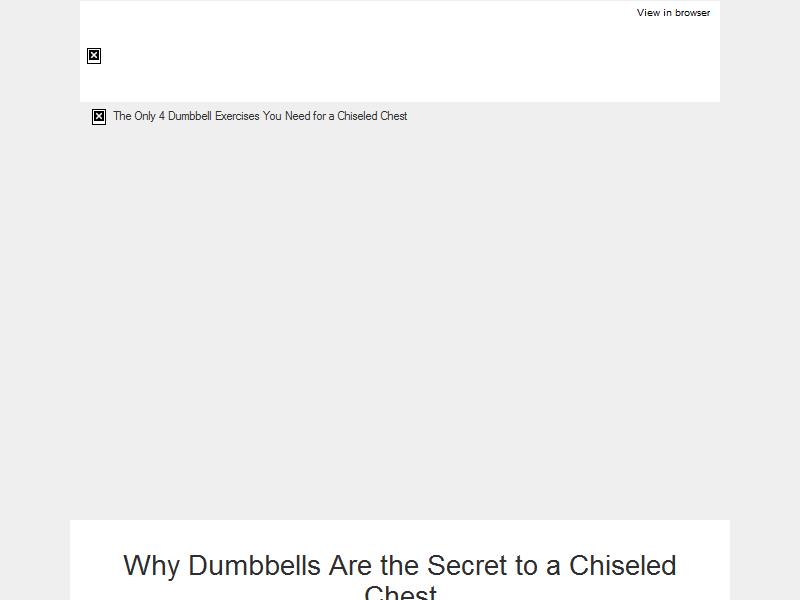 View in browser
The Only 4 Dumbbell Exercises You Need for a Chiseled Chest
Why Dumbbells Are the Secret to a Chiseled
Chest